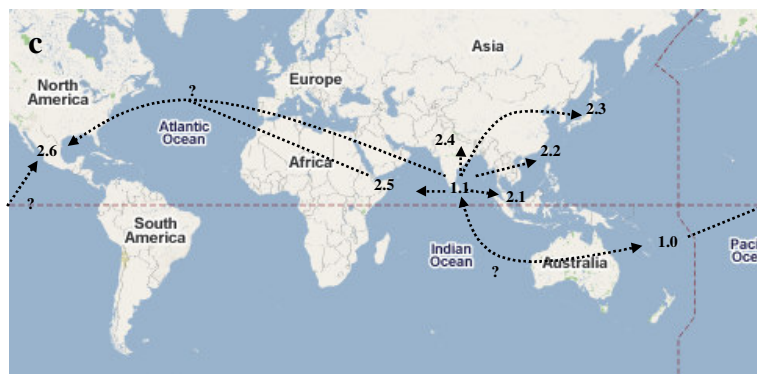 c
Asia
North
America
Europe
?
Atlantic
Ocean
2.3
2.4
2.2
2.6
Africa
2.5
1.1
2.1
?
South
America
Indian
Ocean
1.0
Paci
Oce
Australia
?